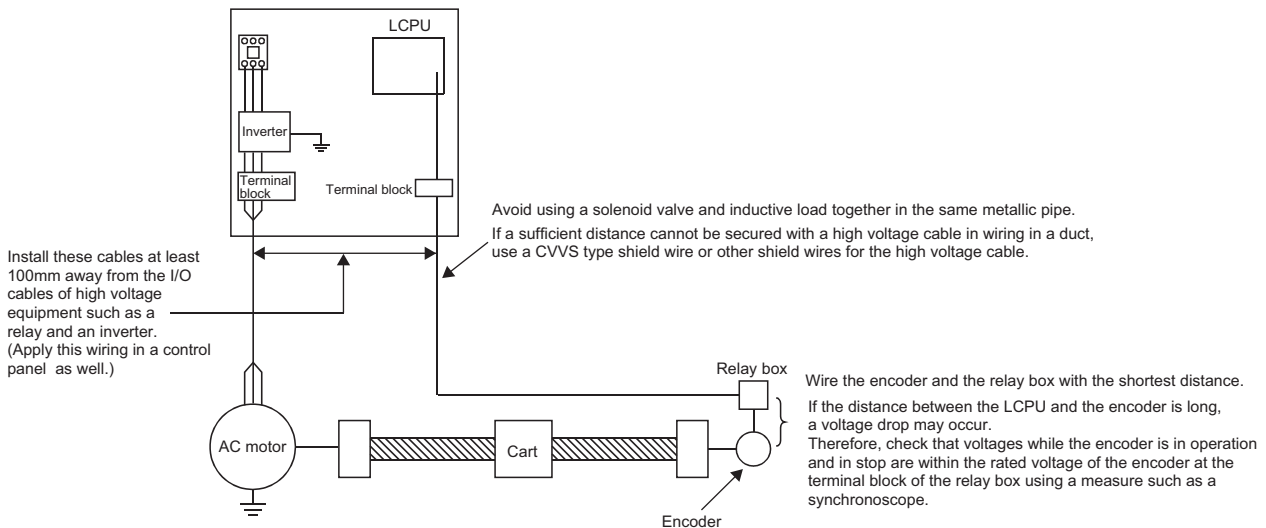 LCPU
Inverter
Terminal
block
Terminal block
Avoid using a solenoid valve and inductive load together in the same metallic pipe.
If a sufficient distance cannot be secured with a high voltage cable in wiring in a duct,
use a CVVS type shield wire or other shield wires for the high voltage cable.
Install these cables at least
100mm away from the I/O
cables of high voltage
equipment such as a
relay and an inverter.
(Apply this wiring in a control
panel as well.)
Relay box
Wire the encoder and the relay box with the shortest distance.
If the distance between the LCPU and the encoder is long,
a voltage drop may occur.
Therefore, check that voltages while the encoder is in operation
and in stop are within the rated voltage of the encoder at the
terminal block of the relay box using a measure such as a
synchronoscope.
AC motor
Cart
Encoder